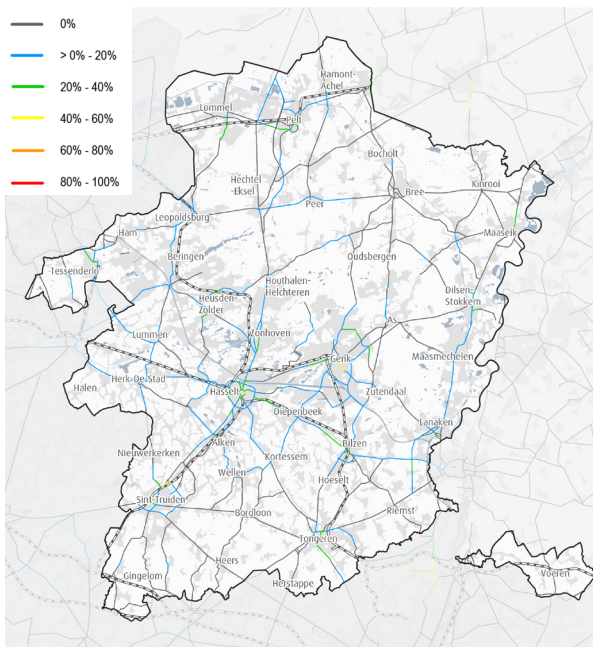 0%
> 0% - 20%
20% - 40%
40% - 60%
60% - 80%
80% - 100%
Hamont-
Achel
Lommel
Pelt
Bocholt
Hechtel
-Eksel
Bree
Kinrooi
Peer
Leopoldsburg
Ham
Maaseik
Beringen
Oudsbergen
Tessenderlo
Houthalen-
Helchteren
Dilsen-
Stokkem
Heusden-
Zolder
As
Lummen
Zonhoven
Genk
Maasmechelen
Herk-De-Stad
Halen
Hasselt
Zutendaal
Diepenbeek
Lanaken
Alken
Bilzen
Nieuwerkerken
Kortessem
Wellen
Hoeselt
Sint-Truiden
Borgloon
Riemst
Tongeren
Heers
Voeren
Gingelom
Herstappe